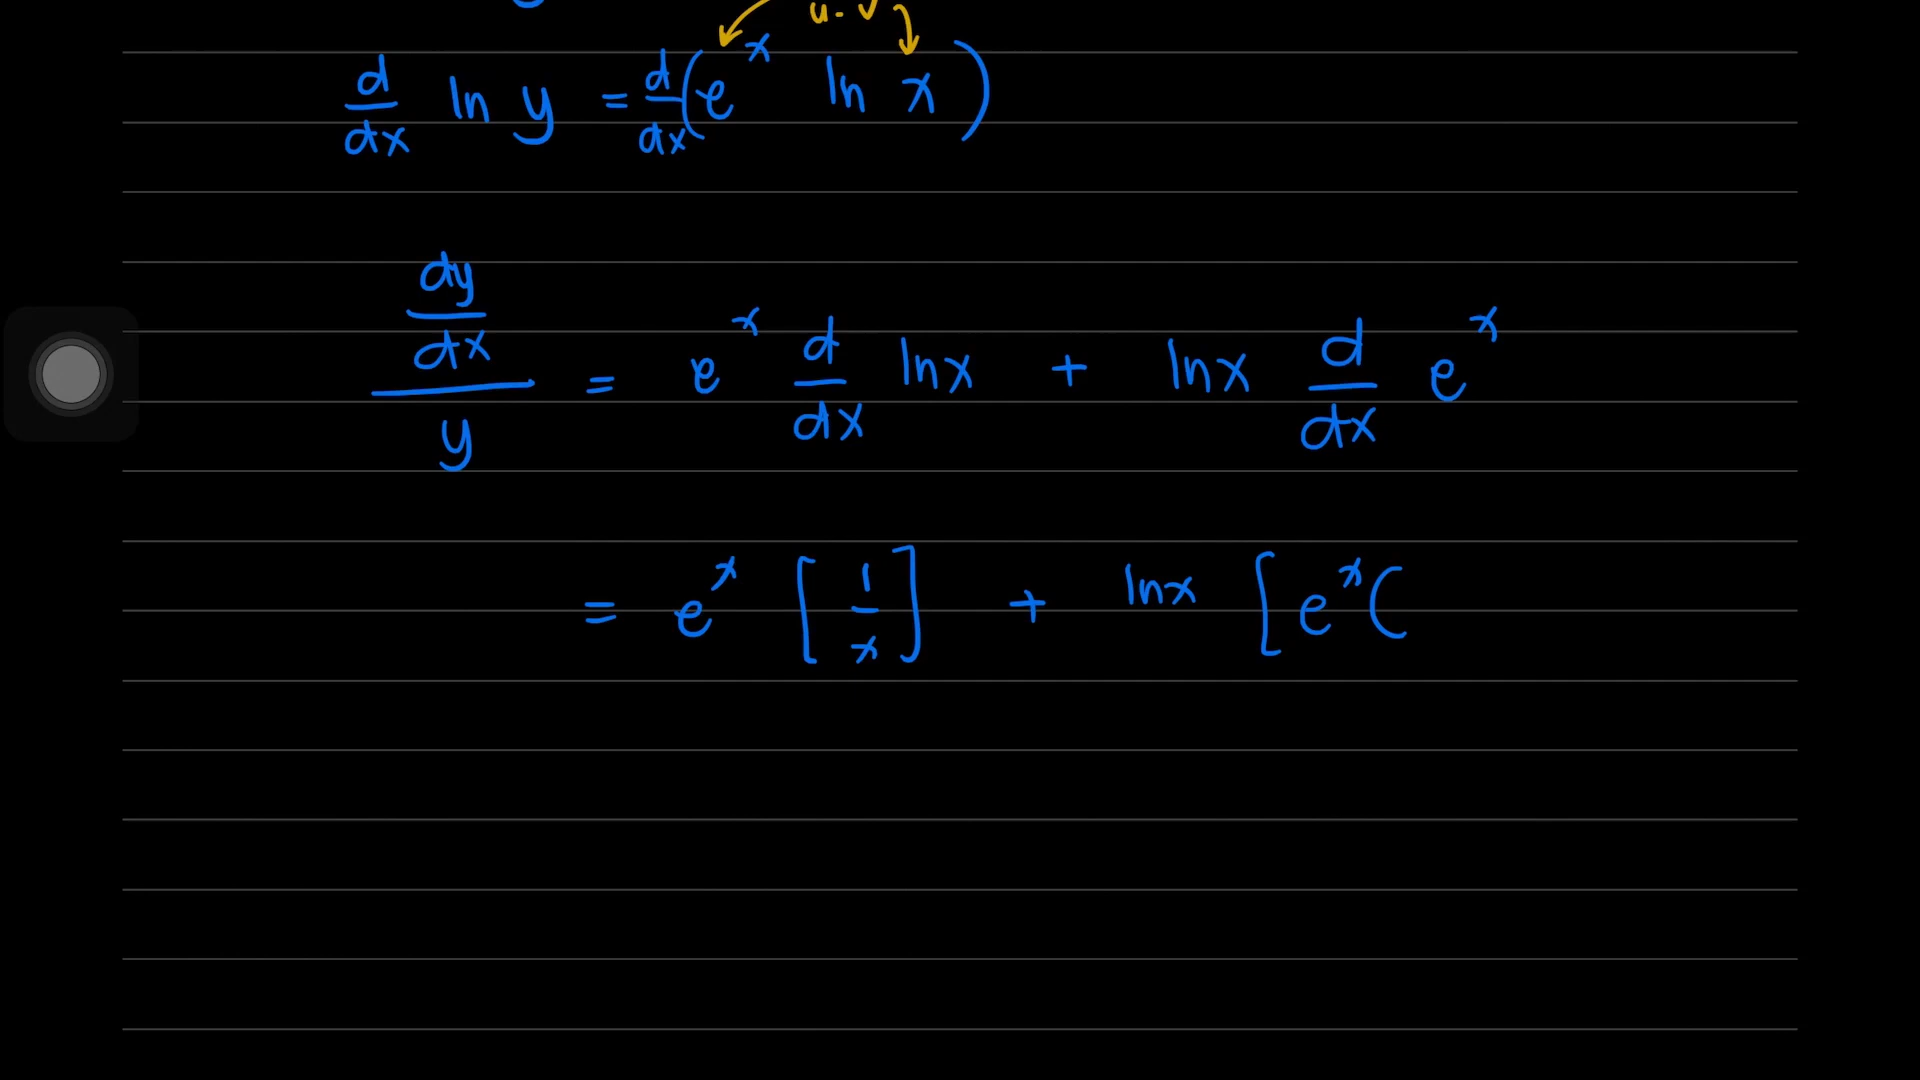 u. v
d/dx ln y = d/dx (e^x ln x)
(dy/dx)/y = e^x d/dx lnx + lnx d/dx e^x
= e^x [1/x] + lnx [e^x(